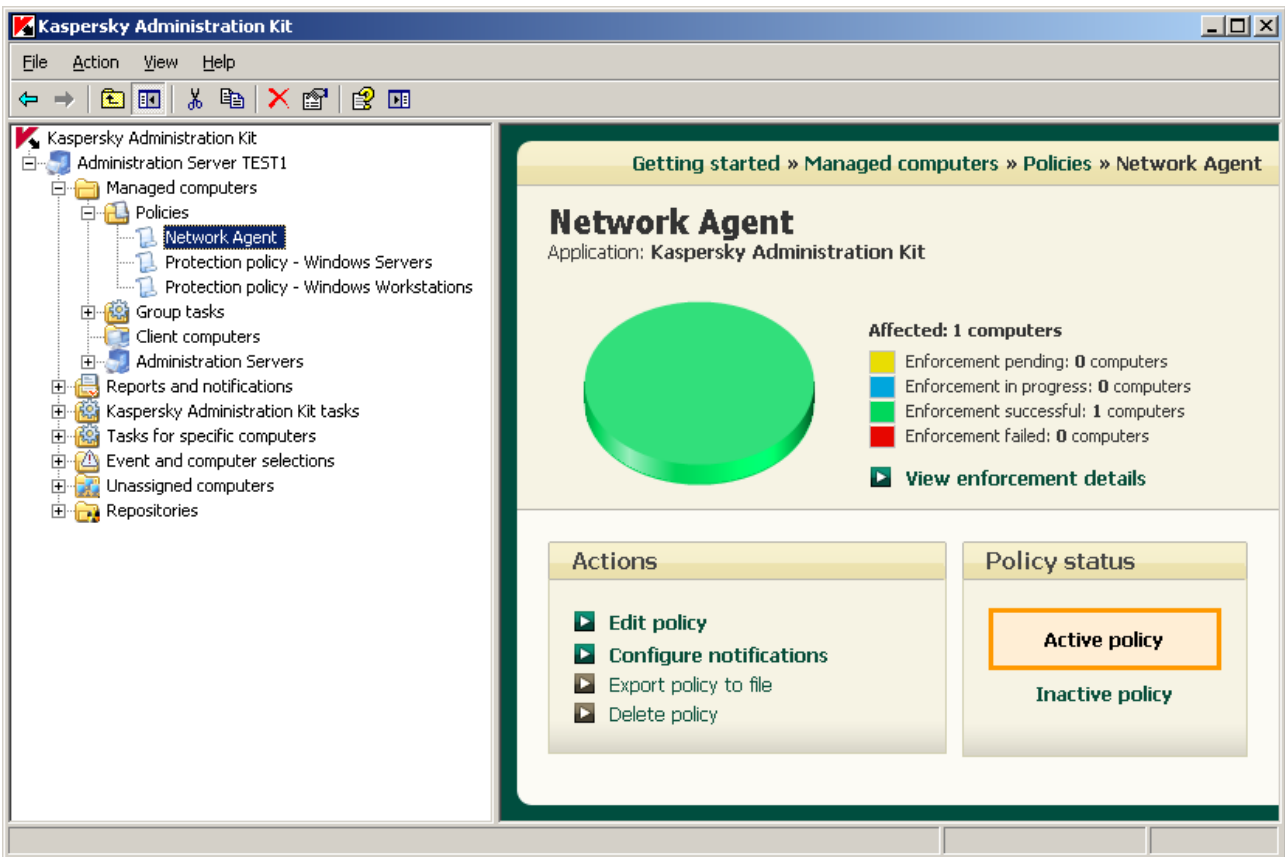 Kaspersky Administration Kit
File Action View Help
Kaspersky Administration Kit
Administration Server TEST1
Managed computers
Policies
Network Agent
Protection policy - Windows Servers
Protection policy - Windows Workstations
Group tasks
Client computers
Administration Servers
Reports and notifications
Kaspersky Administration Kit tasks
Tasks for specific computers
Event and computer selections
Unassigned computers
Repositories
Getting started » Managed computers » Policies » Network Agent
Network Agent
Application: Kaspersky Administration Kit
Affected: 1 computers
Enforcement pending: 0 computers
Enforcement in progress: 0 computers
Enforcement successful: 1 computers
Enforcement failed: 0 computers
View enforcement details
Actions
Edit policy
Configure notifications
Export policy to file
Delete policy
Policy status
Active policy
Inactive policy